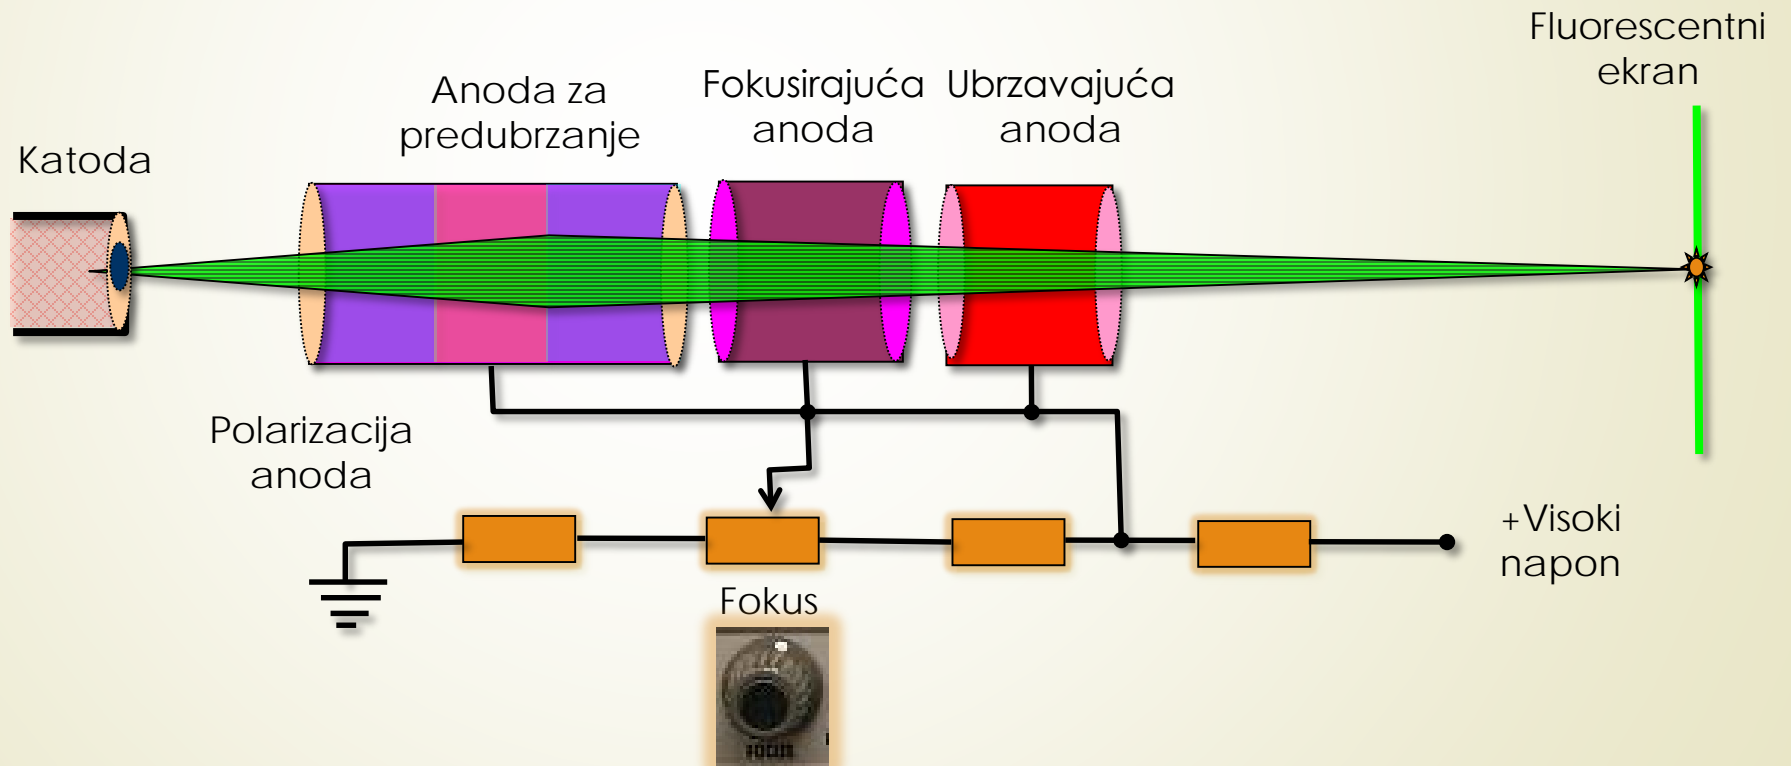 Fluorescentni
ekran
Anoda za
predubrzanje
Fokusirajuća
anoda
Ubrzavajuća
anoda
Katoda
Polarizacija
anoda
+Visoki
napon
Fokus